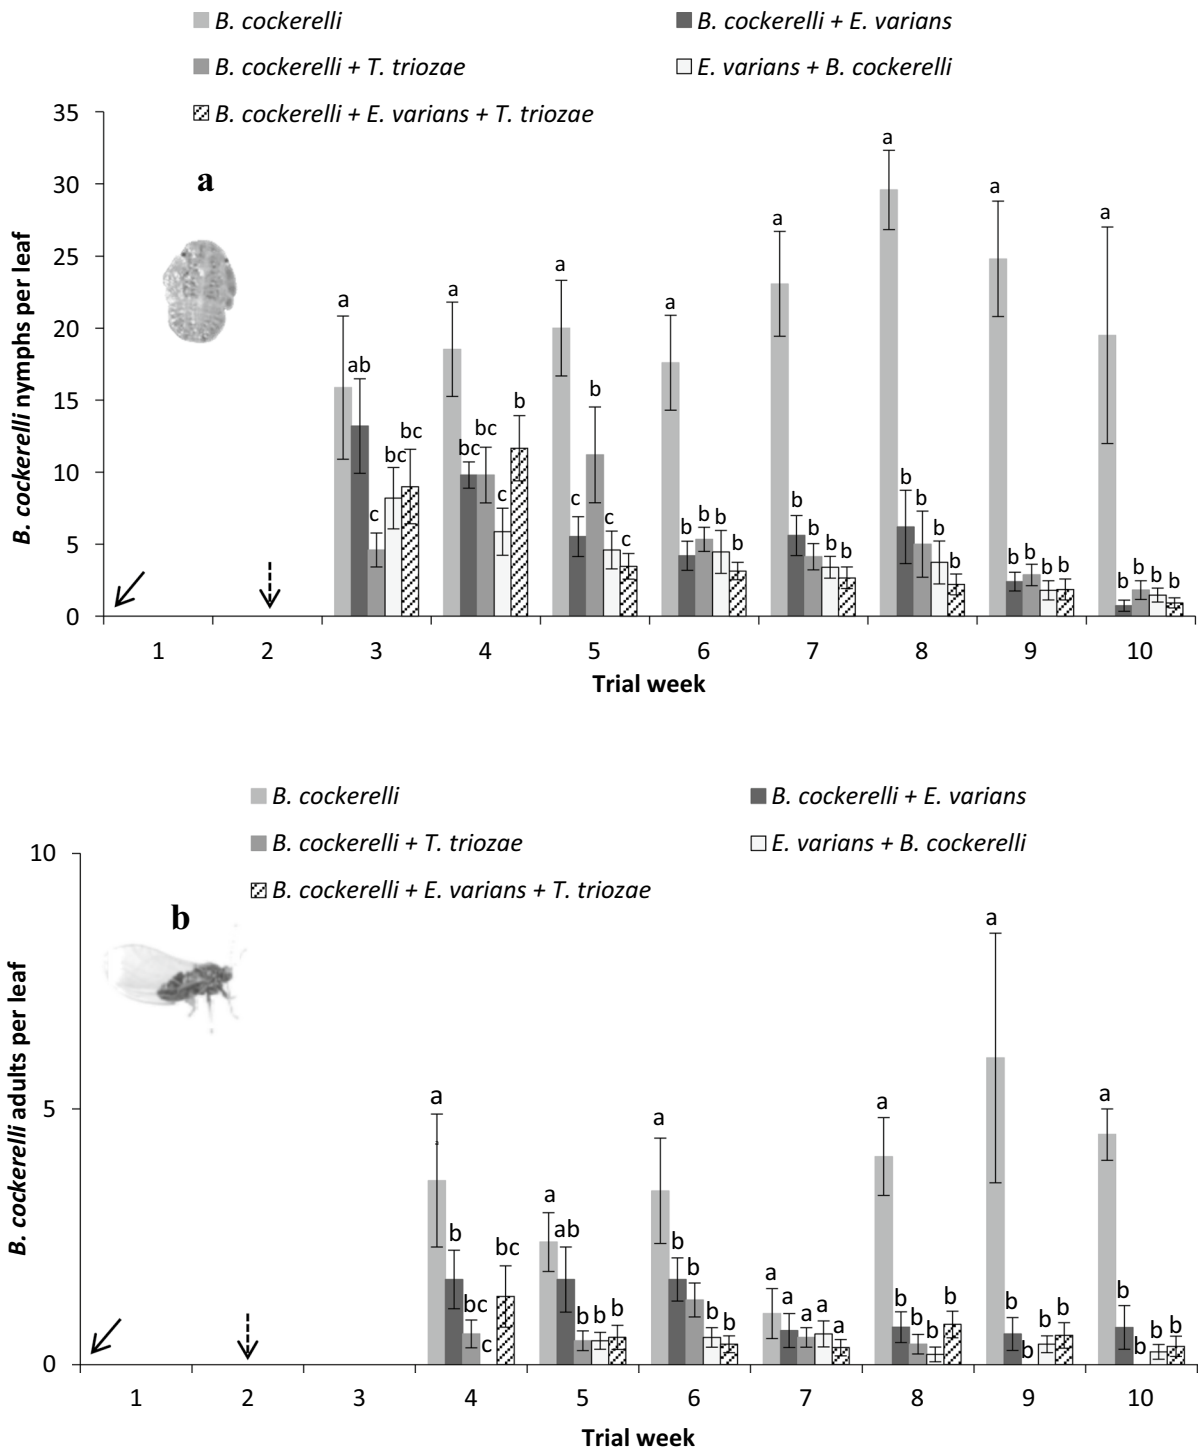 B. cockerelli
B. cockerelli + E. varians
B. cockerelli + T. triozae
E. varians + B. cockerelli
B. cockerelli + E. varians + T. triozae
35
30
25
20
15
10
5
0
B. cockerelli nymphs per leaf
a
a ab c bc bc
a bc bc c b
a c b c c
a b b b b
a b b b b
a b b b b
a b b b b
a b b b b
1 2 3 4 5 6 7 8 9 10
Trial week
B. cockerelli
B. cockerelli + E. varians
B. cockerelli + T. triozae
E. varians + B. cockerelli
B. cockerelli + E. varians + T. triozae
10
5
0
B. cockerelli adults per leaf
b
a b bc c bc
a ab b b b
a b b b b
a a a a a
a b b b b
a b b b b
a b b b b
1 2 3 4 5 6 7 8 9 10
Trial week